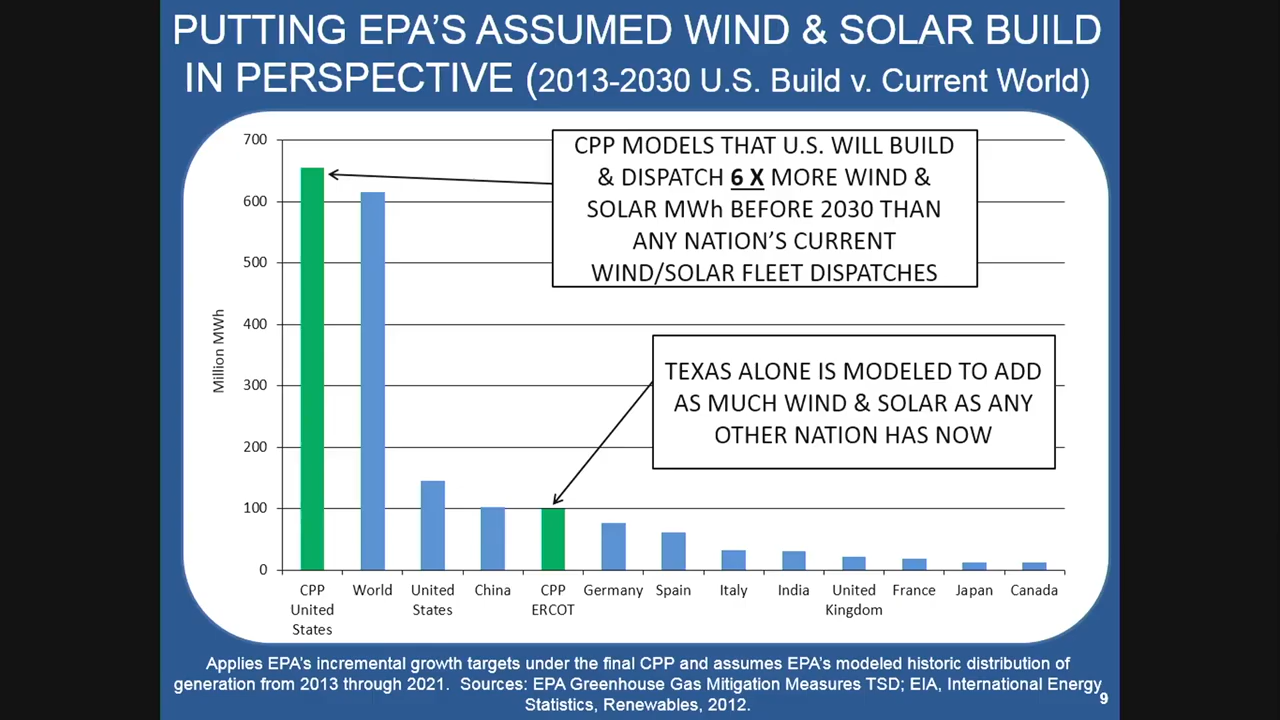 PUTTING EPA'S ASSUMED WIND & SOLAR BUILD
IN PERSPECTIVE (2013-2030 U.S. Build v. Current World)
700
600
500
400
300
200
100
0
Million MWh
CPP MODELS THAT U.S. WILL BUILD
& DISPATCH 6 X MORE WIND &
SOLAR MWh BEFORE 2030 THAN
ANY NATION'S CURRENT
WIND/SOLAR FLEET DISPATCHES
TEXAS ALONE IS MODELED TO ADD
AS MUCH WIND & SOLAR AS ANY
OTHER NATION HAS NOW
CPP
United
States
World
United
States
China
CPP
ERCOT
Germany
Spain
Italy
India
United
Kingdom
France
Japan
Canada
Applies EPA's incremental growth targets under the final CPP and assumes EPA's modeled historic distribution of
generation from 2013 through 2021. Sources: EPA Greenhouse Gas Mitigation Measures TSD; EIA, International Energy
Statistics, Renewables, 2012.
9